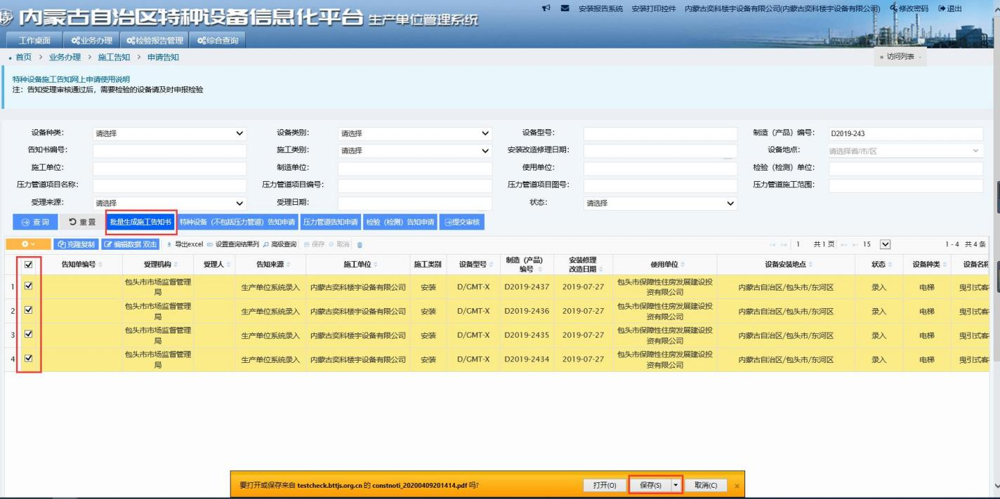 内蒙古自治区特种设备信息化平台 生产单位管理系统
安装报告系统 安装打印控件 内蒙古奕科楼宇设备有限公司(内蒙古奕科楼宇设备有限公司) 修改密码 退出
工作桌面 业务办理 检验报告管理 综合查询
首页 > 业务办理 > 施工告知 > 申请告知
访问列表
特种设备施工告知网上申请使用说明
注：告知受理审核通过后，需要检验的设备请及时申报检验
设备种类: 请选择 设备类别: 请选择 设备型号: 制造（产品）编号: D2019-243
告知书编号: 施工类别: 请选择 安装改造修理日期: 设备地点: 请选择省/市/区
施工单位: 制造单位: 使用单位: 检验（检测）单位:
压力管道项目名称: 压力管道项目编号: 压力管道项目图号: 压力管道施工范围:
受理来源: 请选择 受理日期: 状态: 请选择
查询 重置 批量生成施工告知书 特种设备（不包括压力管道）告知申请 压力管道告知申请 检验（检测）告知申请 提交审核
克隆复制 编辑数据 双击 导出excel 设置查询结果列 高级查询 保存 取消 1 共1页 15 1-4 共4条
告知单编号 受理机构 受理人 告知来源 施工单位 施工类别 设备型号 制造（产品）编号 安装修理改造日期 使用单位 设备安装地点 状态 设备种类 设备名称
1 包头市市场监督管理局 生产单位系统录入 内蒙古奕科楼宇设备有限公司 安装 D/GMT-X D2019-2437 2019-07-27 包头市保障性住房发展建设投资有限公司 内蒙古自治区/包头市/东河区 录入 电梯 曳引式客
2 包头市市场监督管理局 生产单位系统录入 内蒙古奕科楼宇设备有限公司 安装 D/GMT-X D2019-2436 2019-07-27 包头市保障性住房发展建设投资有限公司 内蒙古自治区/包头市/东河区 录入 电梯 曳引式客
3 包头市市场监督管理局 生产单位系统录入 内蒙古奕科楼宇设备有限公司 安装 D/GMT-X D2019-2435 2019-07-27 包头市保障性住房发展建设投资有限公司 内蒙古自治区/包头市/东河区 录入 电梯 曳引式客
4 包头市市场监督管理局 生产单位系统录入 内蒙古奕科楼宇设备有限公司 安装 D/GMT-X D2019-2434 2019-07-27 包头市保障性住房发展建设投资有限公司 内蒙古自治区/包头市/东河区 录入 电梯 曳引式客
要打开或保存来自 testcheck.bttjs.org.cn 的 constnoti_20200409201414.pdf 吗? 打开(O) 保存(S) 取消(C) ×